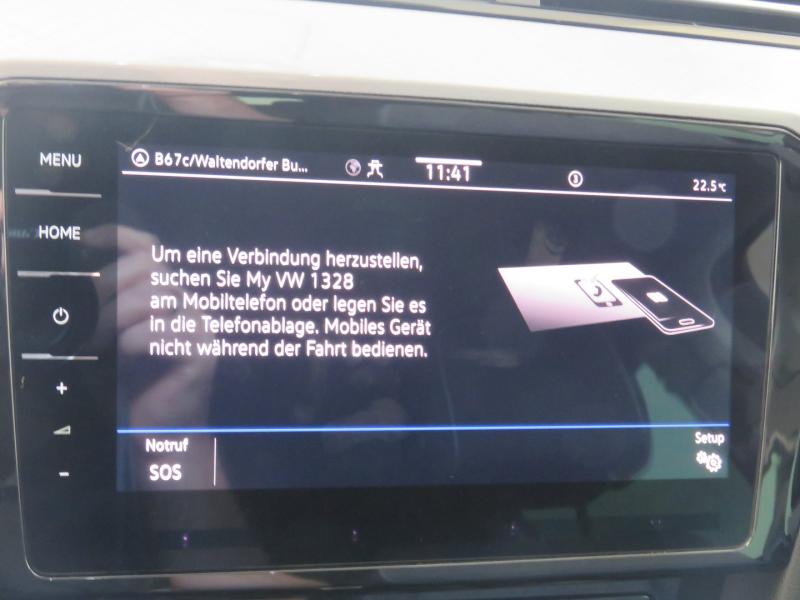 MENU
HOME
+
-
B67c/Waltendorfer Bu...
11:41
3
22.5°C
Um eine Verbindung herzustellen,
suchen Sie My VW 1328
am Mobiltelefon oder legen Sie es
in die Telefonablage. Mobiles Gerät
nicht während der Fahrt bedienen.
Notruf
SOS
Setup